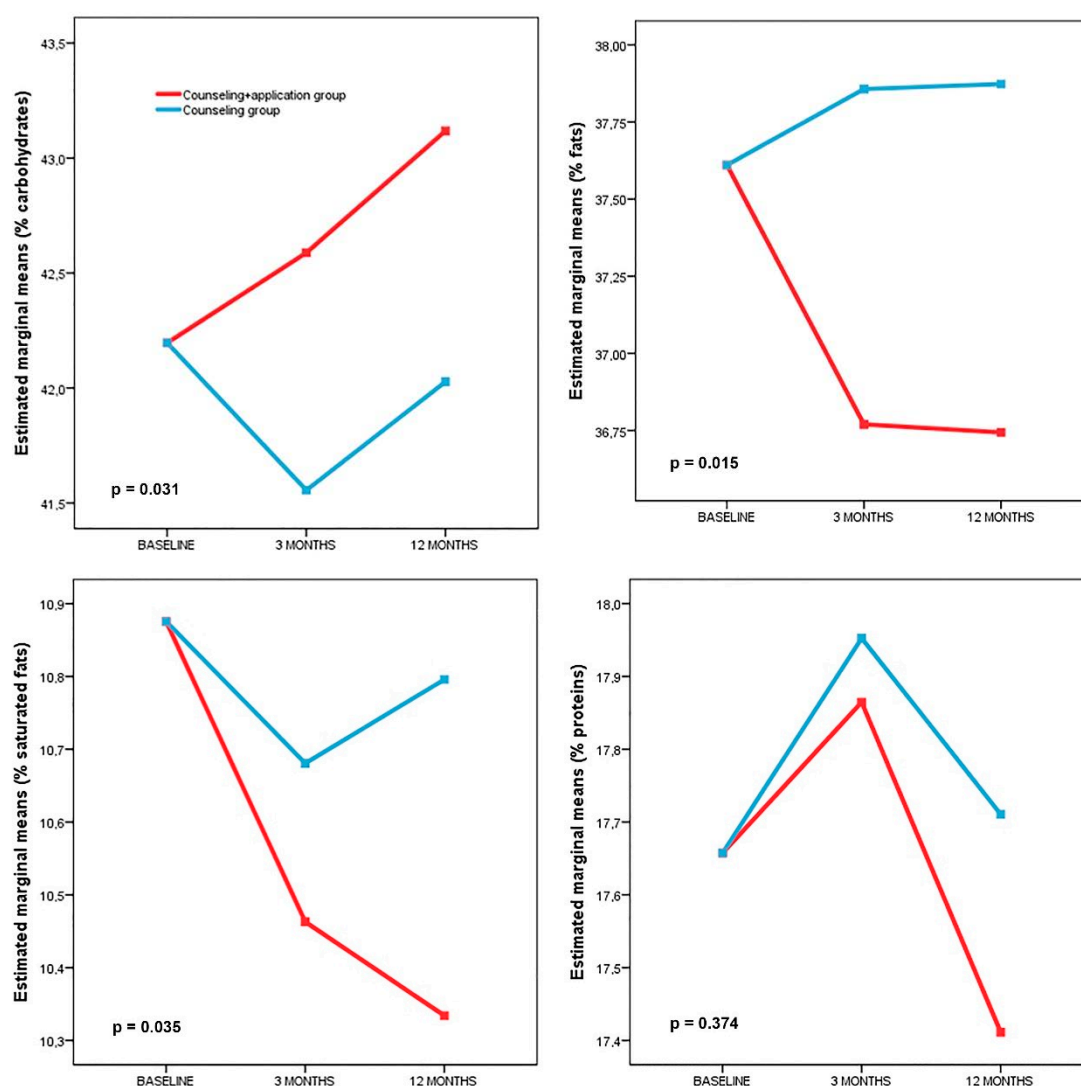 Estimated marginal means (% carbohydrates)
43,5
43,0
42,5
42,0
41,5
Counseling+application group
Counseling group
p = 0.031
BASELINE 3 MONTHS 12 MONTHS
Estimated marginal means (% fats)
38,00
37,75
37,50
37,25
37,00
36,75
p = 0.015
BASELINE 3 MONTHS 12 MONTHS
Estimated marginal means (% saturated fats)
10,9
10,8
10,7
10,6
10,5
10,4
10,3
p = 0.035
BASELINE 3 MONTHS 12 MONTHS
Estimated marginal means (% proteins)
18,0
17,9
17,8
17,7
17,6
17,5
17,4
p = 0.374
BASELINE 3 MONTHS 12 MONTHS